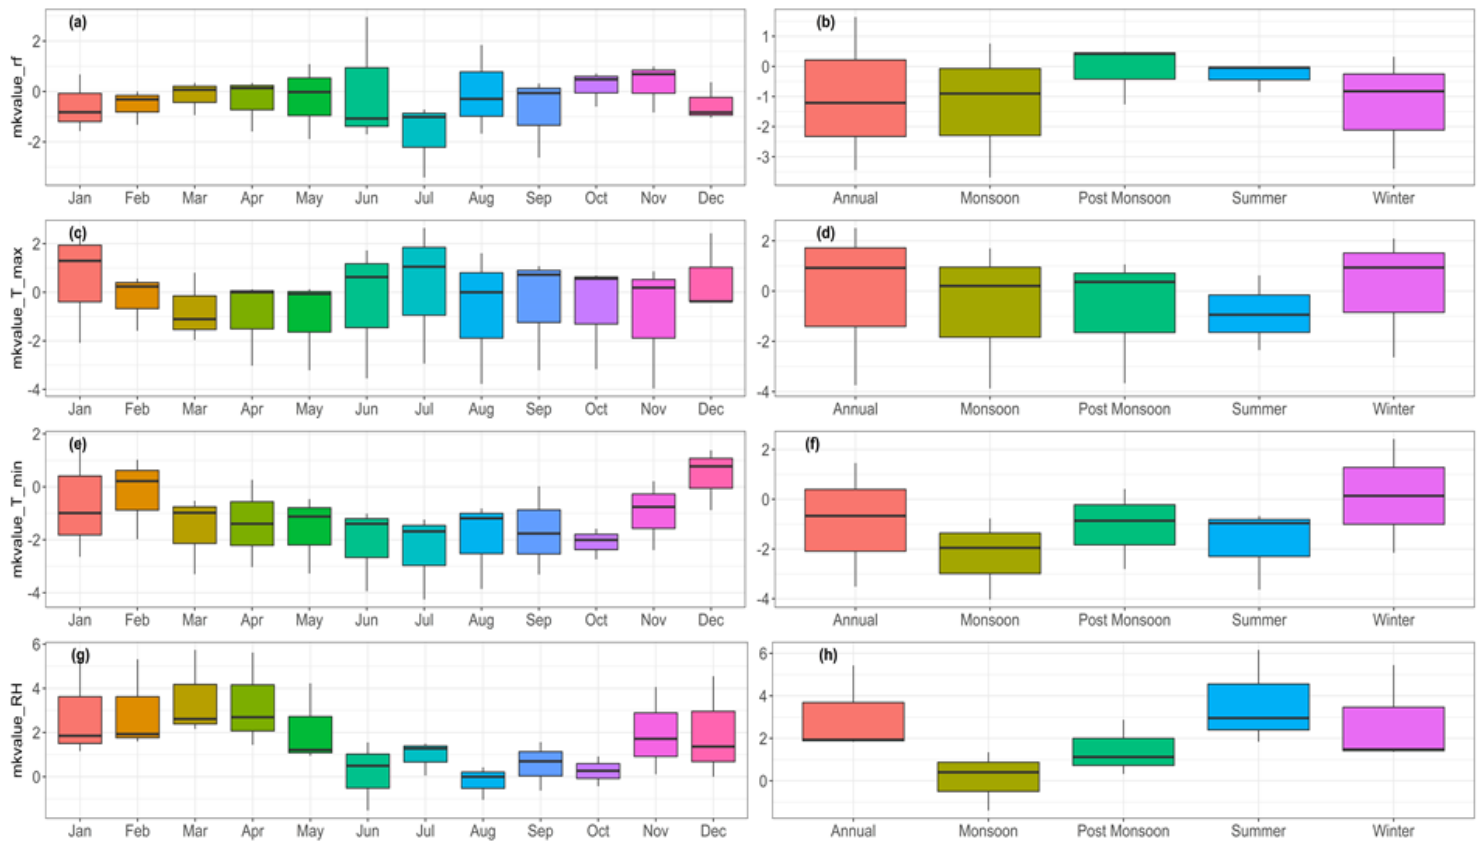 (a)
(b)
mkvalue_rf
2
0
-2
1
0
-1
-2
-3
Jan Feb Mar Apr May Jun Jul Aug Sep Oct Nov Dec
Annual Monsoon Post Monsoon Summer Winter
(c)
(d)
mkvalue_T_max
2
0
-2
-4
2
0
-2
-4
Jan Feb Mar Apr May Jun Jul Aug Sep Oct Nov Dec
Annual Monsoon Post Monsoon Summer Winter
(e)
(f)
mkvalue_T_min
2
0
-2
-4
2
0
-2
-4
Jan Feb Mar Apr May Jun Jul Aug Sep Oct Nov Dec
Annual Monsoon Post Monsoon Summer Winter
(g)
(h)
mkvalue_RH
6
4
2
0
6
4
2
0
Jan Feb Mar Apr May Jun Jul Aug Sep Oct Nov Dec
Annual Monsoon Post Monsoon Summer Winter